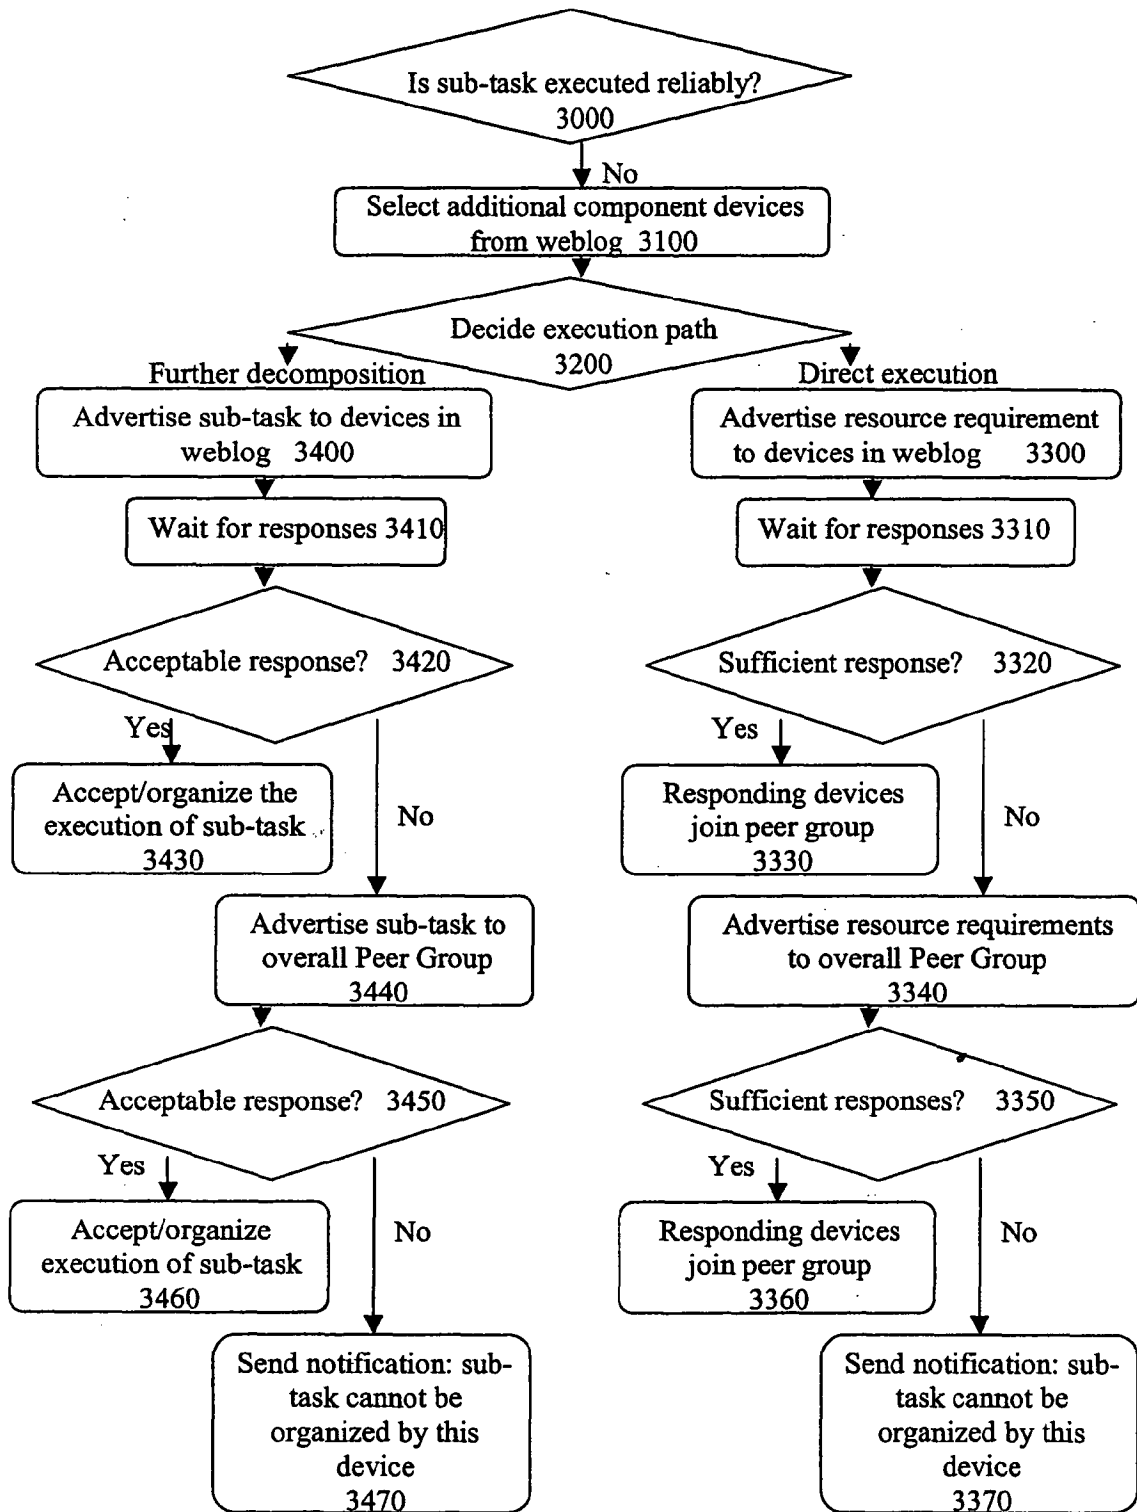 Is sub-task executed reliably?
3000
No
Select additional component devices
from weblog 3100
Decide execution path
3200
Further decomposition
Direct execution
Advertise sub-task to devices in
weblog 3400
Advertise resource requirement
to devices in weblog 3300
Wait for responses 3410
Wait for responses 3310
Acceptable response? 3420
Sufficient response? 3320
Yes
Yes
Accept/organize the
execution of sub-task
3430
No
Responding devices
join peer group
3330
No
Advertise sub-task to
overall Peer Group
3440
Advertise resource requirements
to overall Peer Group
3340
Acceptable response? 3450
Sufficient responses? 3350
Yes
Yes
Accept/organize
execution of sub-task
3460
No
Responding devices
join peer group
3360
No
Send notification: sub-
task cannot be
organized by this
device
3470
Send notification: sub-
task cannot be
organized by this
device
3370